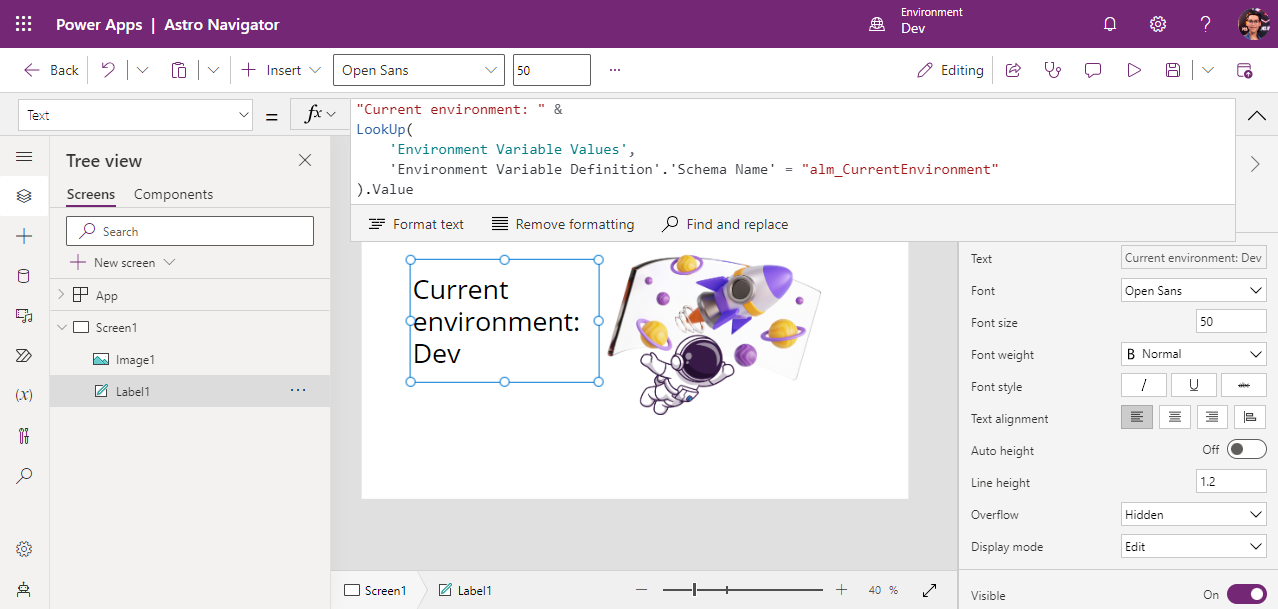 Power Apps | Astro Navigator
Environment
Dev
Back
Insert
Open Sans
50
...
Editing
Text
=
fx
"Current environment: " &
LookUp(
'Environment Variable Values',
'Environment Variable Definition'.'Schema Name' = "alm_CurrentEnvironment"
).Value
Format text
Remove formatting
Find and replace
Tree view
Screens
Components
Search
New screen
App
Screen1
Image1
Label1
...
(x)
Current
environment:
Dev
Text
Current environment: Dev
Font
Open Sans
Font size
50
Font weight
B Normal
Font style
/
U
abc
Text alignment
Auto height
Off
Line height
1.2
Overflow
Hidden
Display mode
Edit
Visible
On
Screen1
Label1
40 %